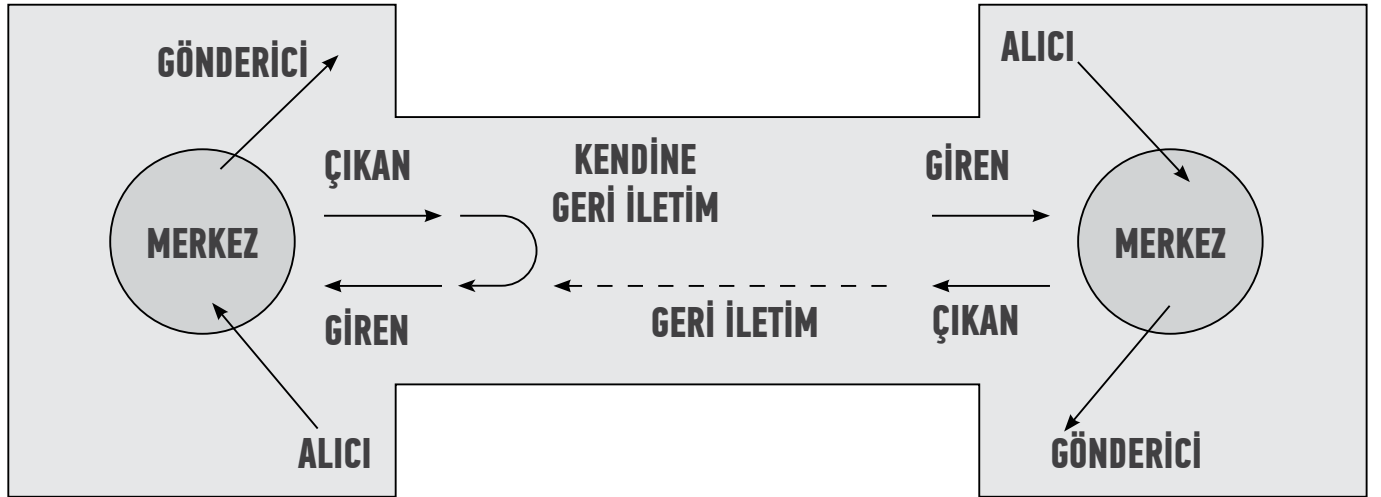 GÖNDERİCİ
ALICI
ÇIKAN
KENDİNE
GERİ İLETİM
GİREN
MERKEZ
MERKEZ
GİREN
GERİ İLETİM
ÇIKAN
ALICI
GÖNDERİCİ